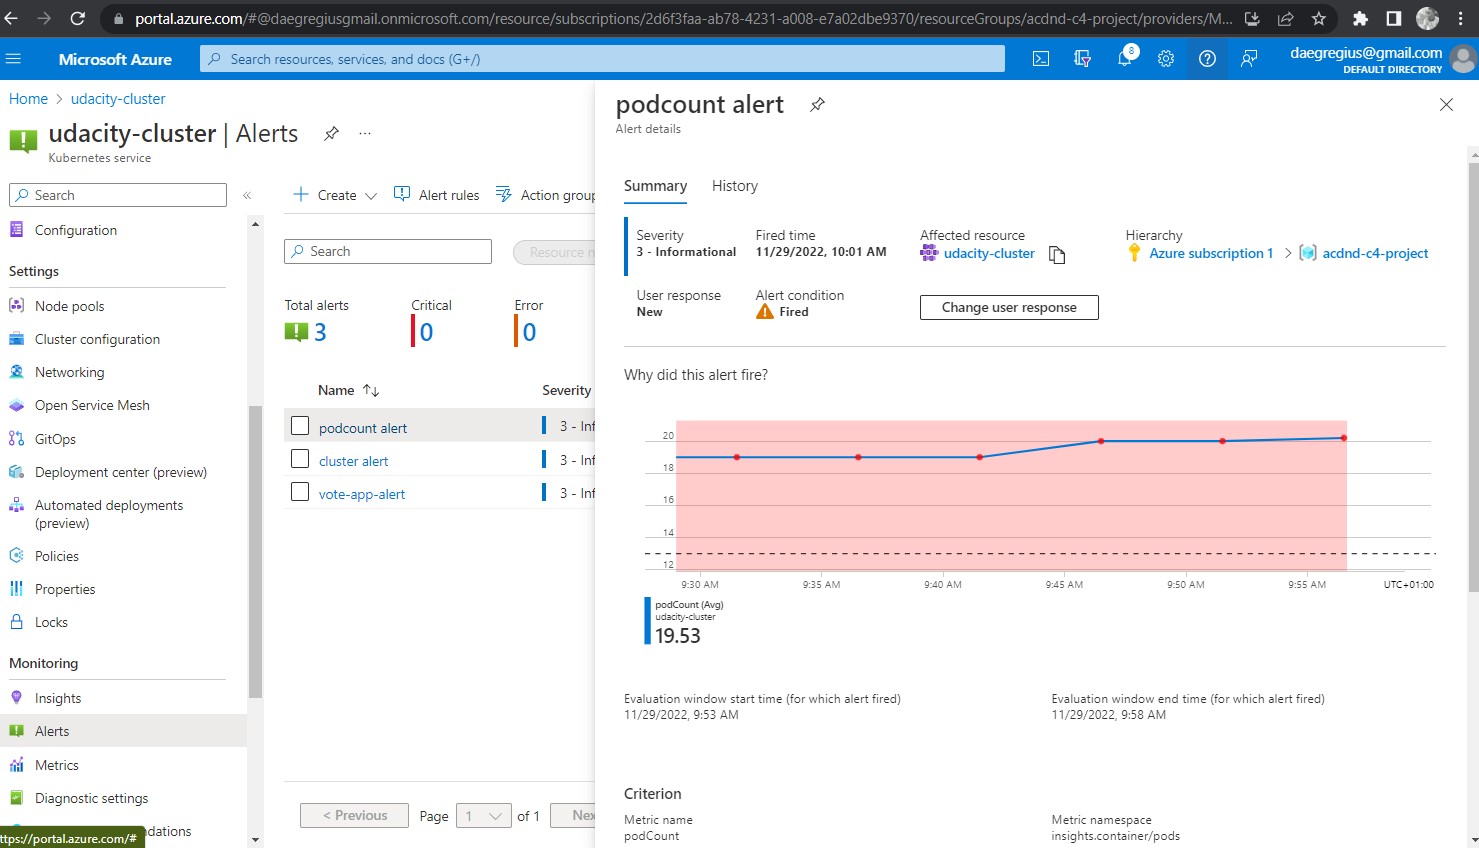 portal.azure.com/#@daegregiusgmail.onmicrosoft.com/resource/subscriptions/2d6f3faa-ab78-4231-a008-e7a02dbe9370/resourceGroups/acdnd-c4-project/providers/M...
Microsoft Azure
Search resources, services, and docs (G+/)
8
daegregius@gmail.com
DEFAULT DIRECTORY
Home > udacity-cluster
udacity-cluster | Alerts
...
Kubernetes service
Search
«
Configuration
Settings
Node pools
Cluster configuration
Networking
Open Service Mesh
GitOps
Deployment center (preview)
Automated deployments
(preview)
Policies
Properties
Locks
Monitoring
Insights
Alerts
Metrics
Diagnostic settings
ndations
ttps://portal.azure.com/#
Create
Alert rules
Action group
Search
Resource n
Total alerts
3
Critical
0
Error
0
Name
Severity
podcount alert
3 - Inf
cluster alert
3 - Inf
vote-app-alert
3 - Inf
< Previous
Page
1
of 1
Nex
podcount alert
Alert details
Summary
History
Severity
3 - Informational
Fired time
11/29/2022, 10:01 AM
Affected resource
udacity-cluster
Hierarchy
Azure subscription 1 > acdnd-c4-project
User response
New
Alert condition
Fired
Change user response
Why did this alert fire?
20
18
16
14
12
9:30 AM
9:35 AM
9:40 AM
9:45 AM
9:50 AM
9:55 AM
UTC+01:00
podCount (Avg)
udacity-cluster
19.53
Evaluation window start time (for which alert fired)
11/29/2022, 9:53 AM
Evaluation window end time (for which alert fired)
11/29/2022, 9:58 AM
Criterion
Metric name
podCount
Metric namespace
insights.container/pods